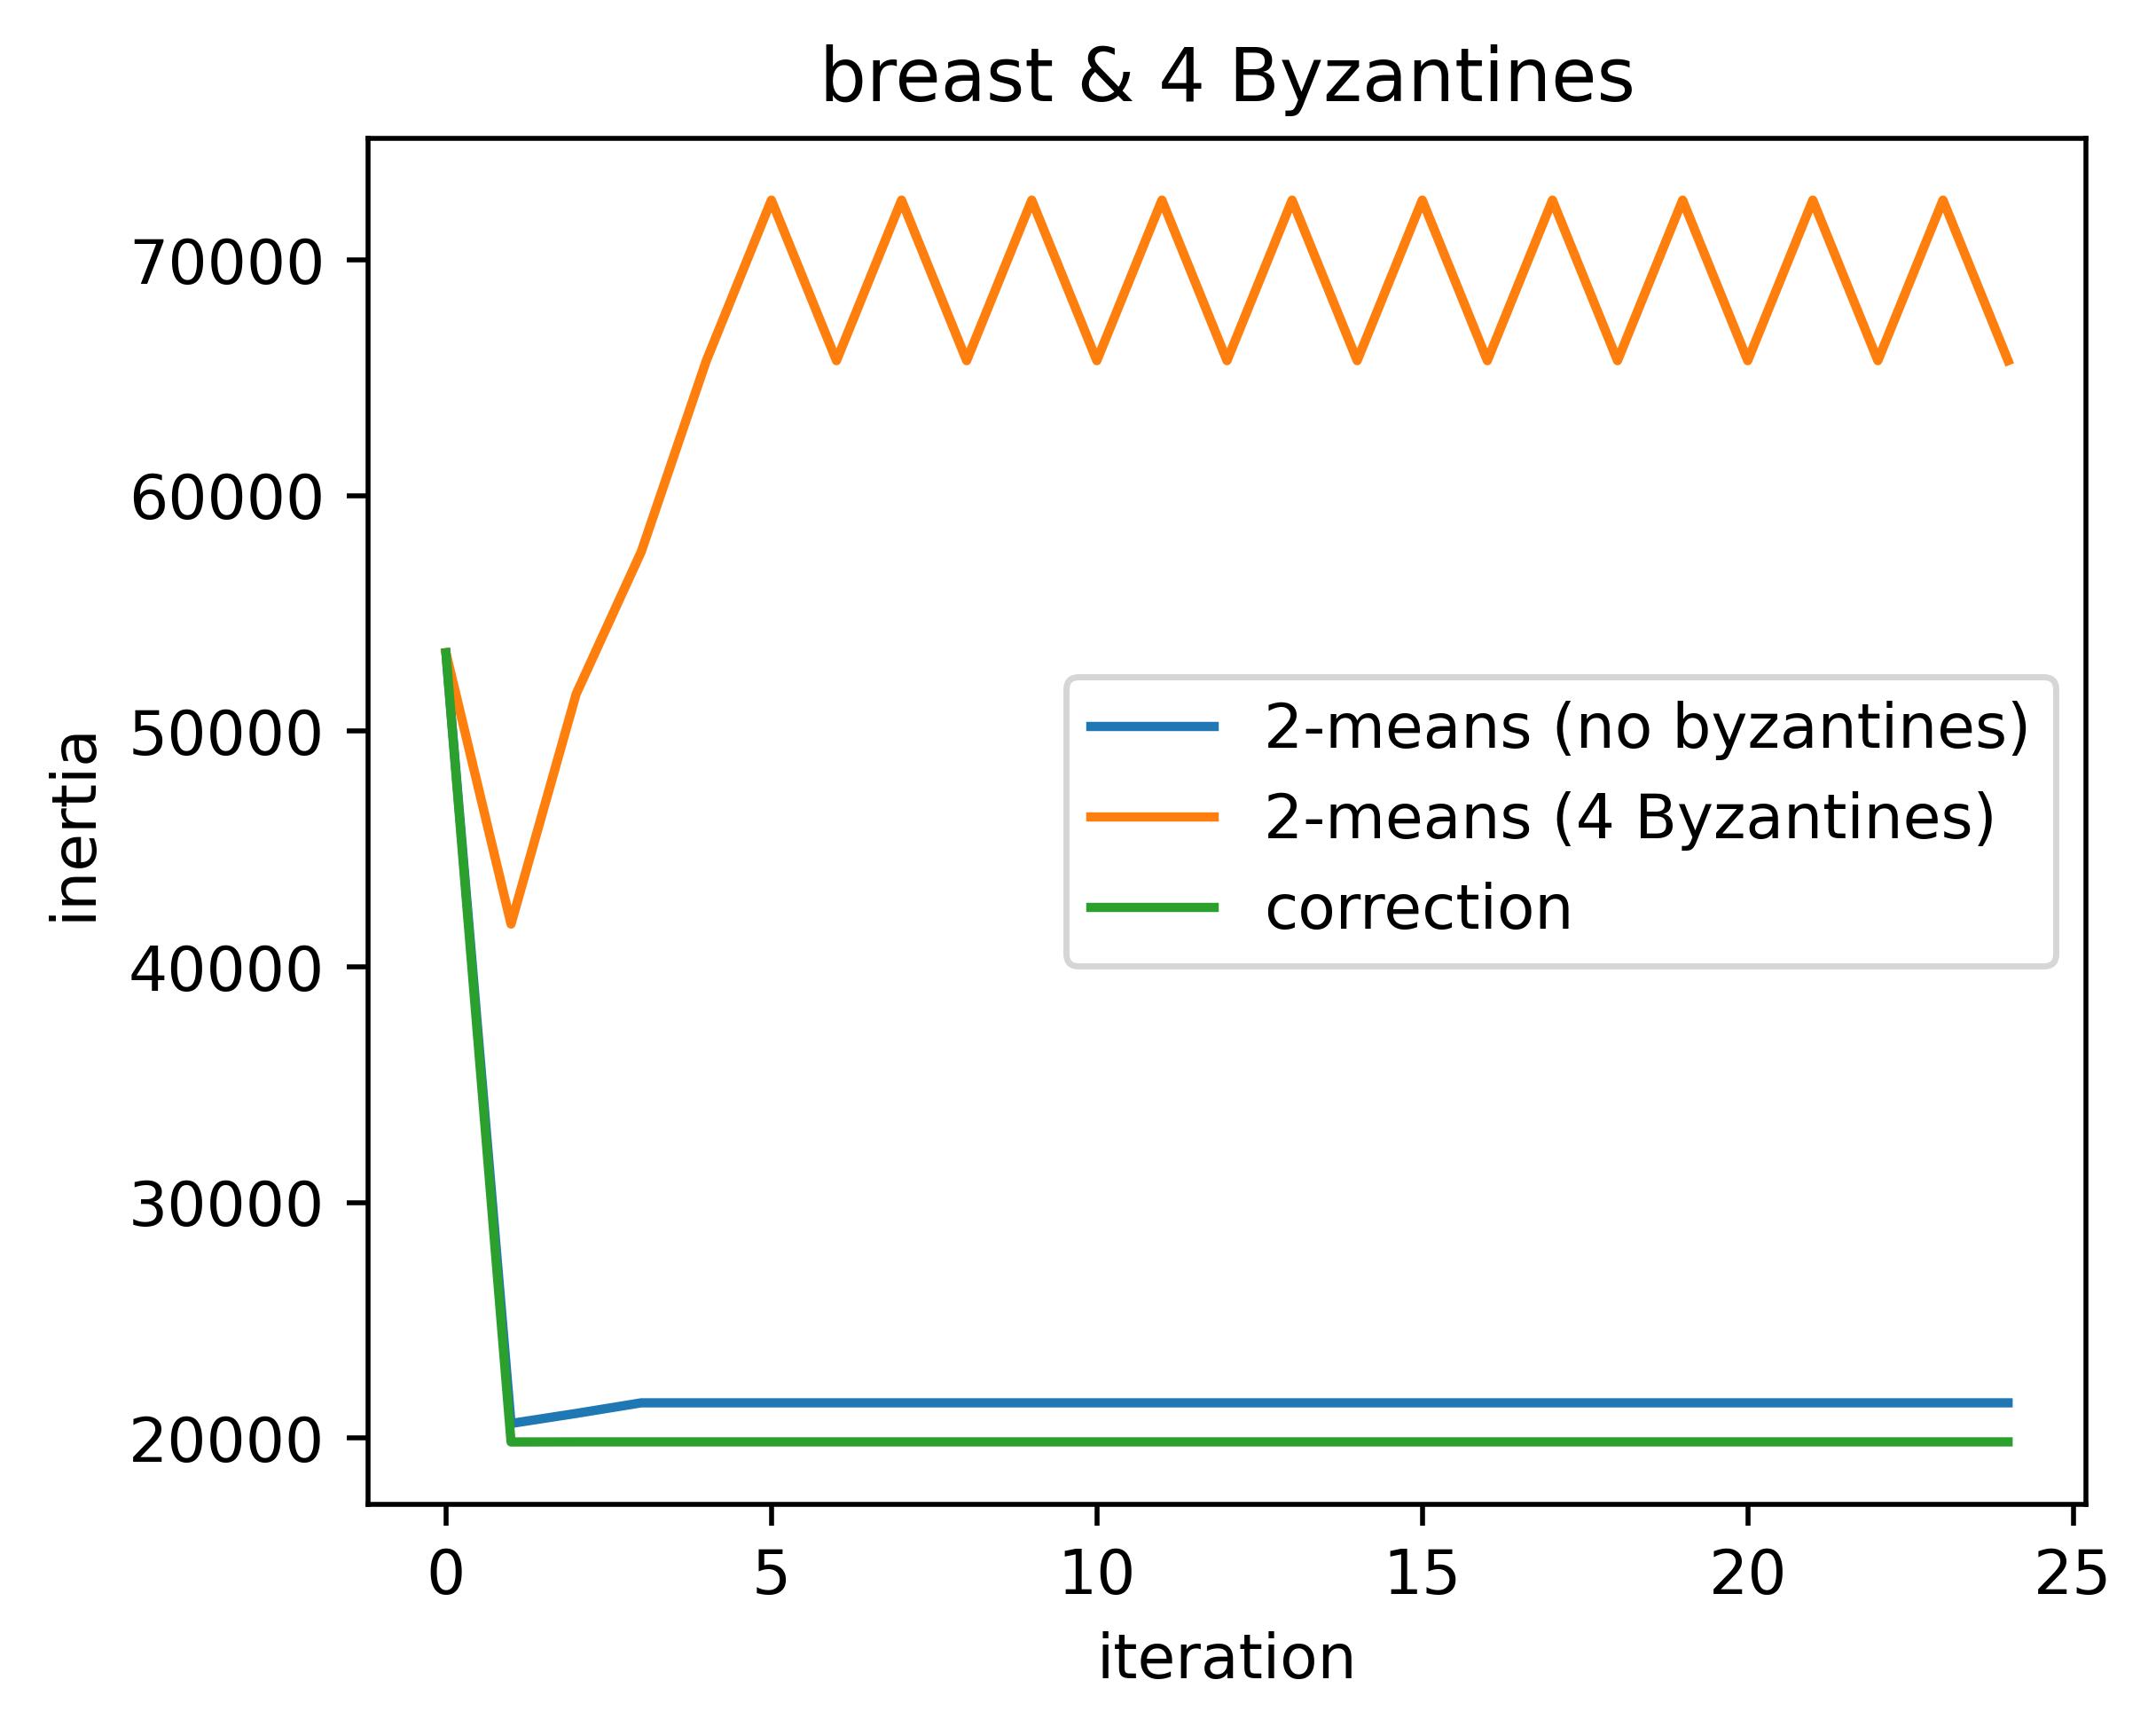 breast & 4 Byzantines
70000
60000
50000
40000
30000
20000
inertia
2-means (no byzantines)
2-means (4 Byzantines)
correction
0 5 10 15 20 25
iteration